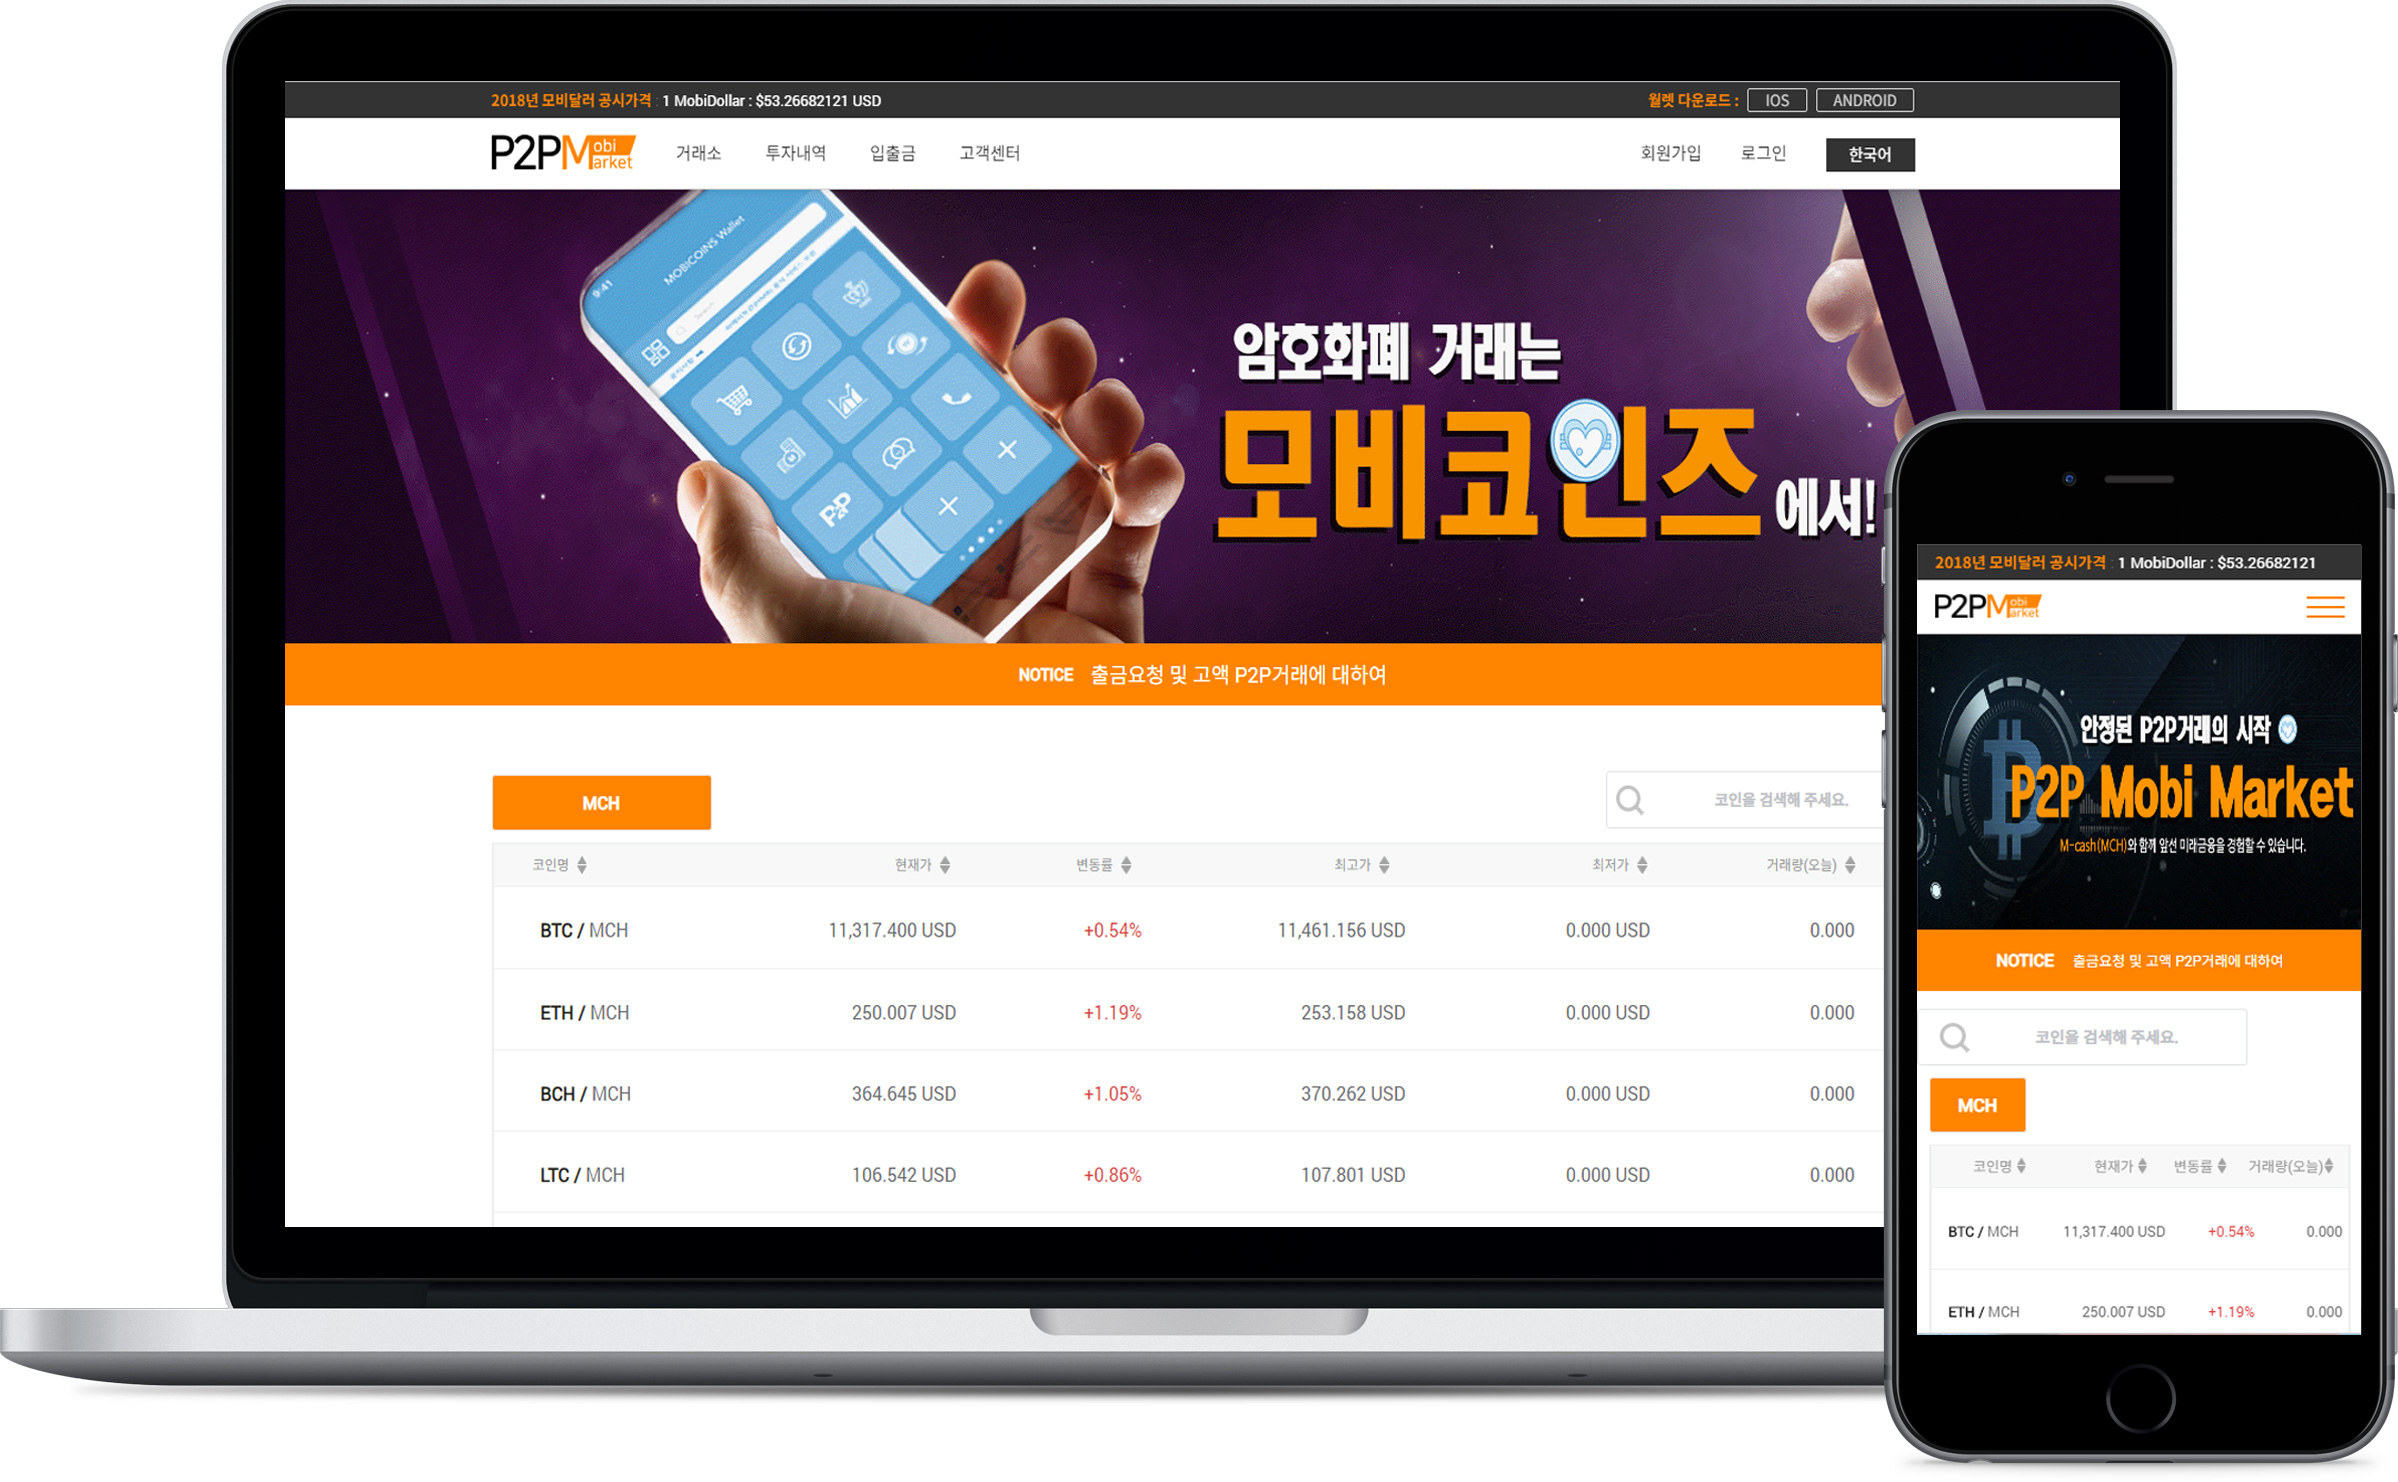 2018년 모비달러 공시가격 : 1 MobiDollar : $53.26682121 USD
월렛 다운로드 : IOS ANDROID
P2PMobi Market 거래소 투자내역 입출금 고객센터 회원가입 로그인 한국어
9:41
MOBICOINS Wallet
Search
P2P
암호화폐 거래는
모비코인즈에서!
NOTICE 출금요청 및 고액 P2P거래에 대하여
MCH
코인을 검색해 주세요.
코인명 현재가 변동률 최고가 최저가 거래량(오늘)
BTC / MCH 11,317.400 USD +0.54% 11,461.156 USD 0.000 USD 0.000
ETH / MCH 250.007 USD +1.19% 253.158 USD 0.000 USD 0.000
BCH / MCH 364.645 USD +1.05% 370.262 USD 0.000 USD 0.000
LTC / MCH 106.542 USD +0.86% 107.801 USD 0.000 USD 0.000
2018년 모비달러 공시가격 : 1 MobiDollar : $53.26682121
P2PMobi Market
안정된 P2P거래의 시작
P2P Mobi Market
M-cash(MCH)와 함께 앞선 미래금융을 경험할 수 있습니다.
NOTICE 출금요청 및 고액 P2P거래에 대하여
코인을 검색해 주세요.
MCH
코인명 현재가 변동률 거래량(오늘)
BTC / MCH 11,317.400 USD +0.54% 0.000
ETH / MCH 250.007 USD +1.19% 0.000